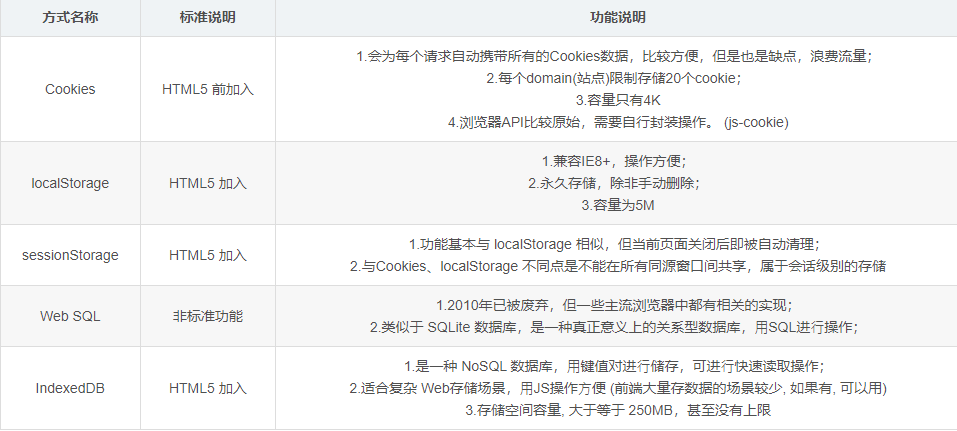 方式名称 标准说明 功能说明
Cookies HTML5 前加入
1.会为每个请求自动携带所有的Cookies数据，比较方便，但是也是缺点，浪费流量；
2.每个domain(站点)限制存储20个cookie；
3.容量只有4K
4.浏览器API比较原始，需要自行封装操作。 (js-cookie)
localStorage HTML5 加入
1.兼容IE8+，操作方便；
2.永久存储，除非手动删除；
3.容量为5M
sessionStorage HTML5 加入
1.功能基本与 localStorage 相似，但当前页面关闭后即被自动清理；
2.与Cookies、localStorage 不同点是不能在所有同源窗口间共享，属于会话级别的存储
Web SQL 非标准功能
1.2010年已被废弃，但一些主流浏览器中都有相关的实现；
2.类似于 SQLite 数据库，是一种真正意义上的关系型数据库，用SQL进行操作；
IndexedDB HTML5 加入
1.是一种 NoSQL 数据库，用键值对进行储存，可进行快速读取操作；
2.适合复杂 Web存储场景，用JS操作方便 (前端大量存数据的场景较少, 如果有, 可以用)
3.存储空间容量, 大于等于 250MB，甚至没有上限